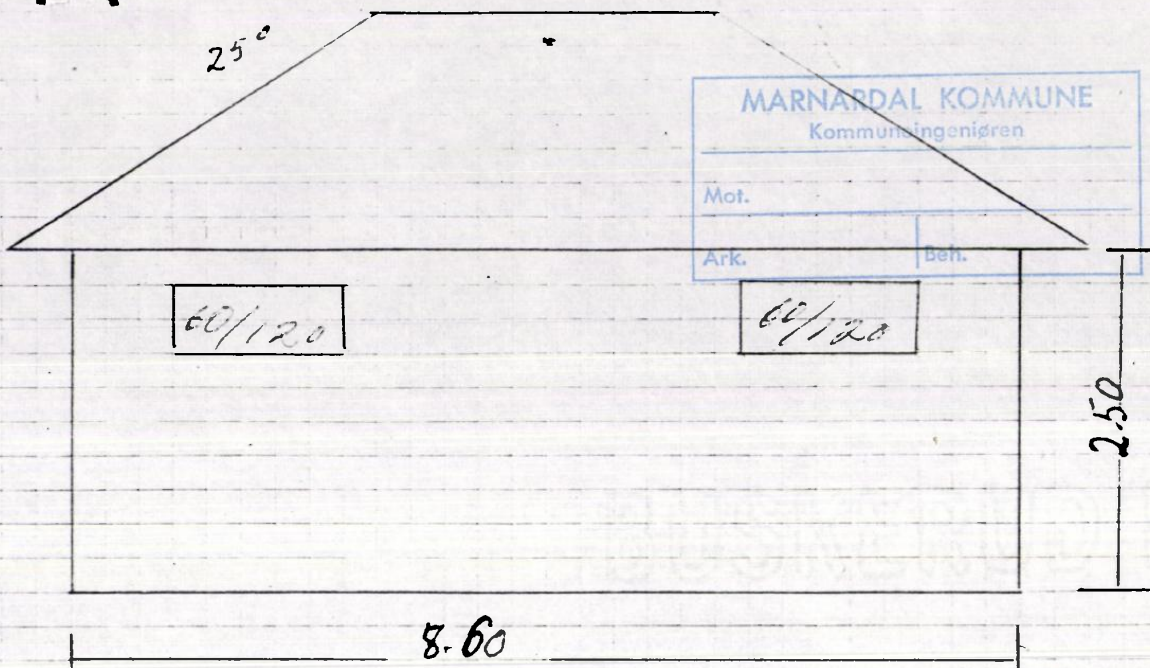 25°
MARNARDAL KOMMUNE
Kommuneingeniøren
Mot.
Ark. Beh.
60/120 60/120
2.50
8.60